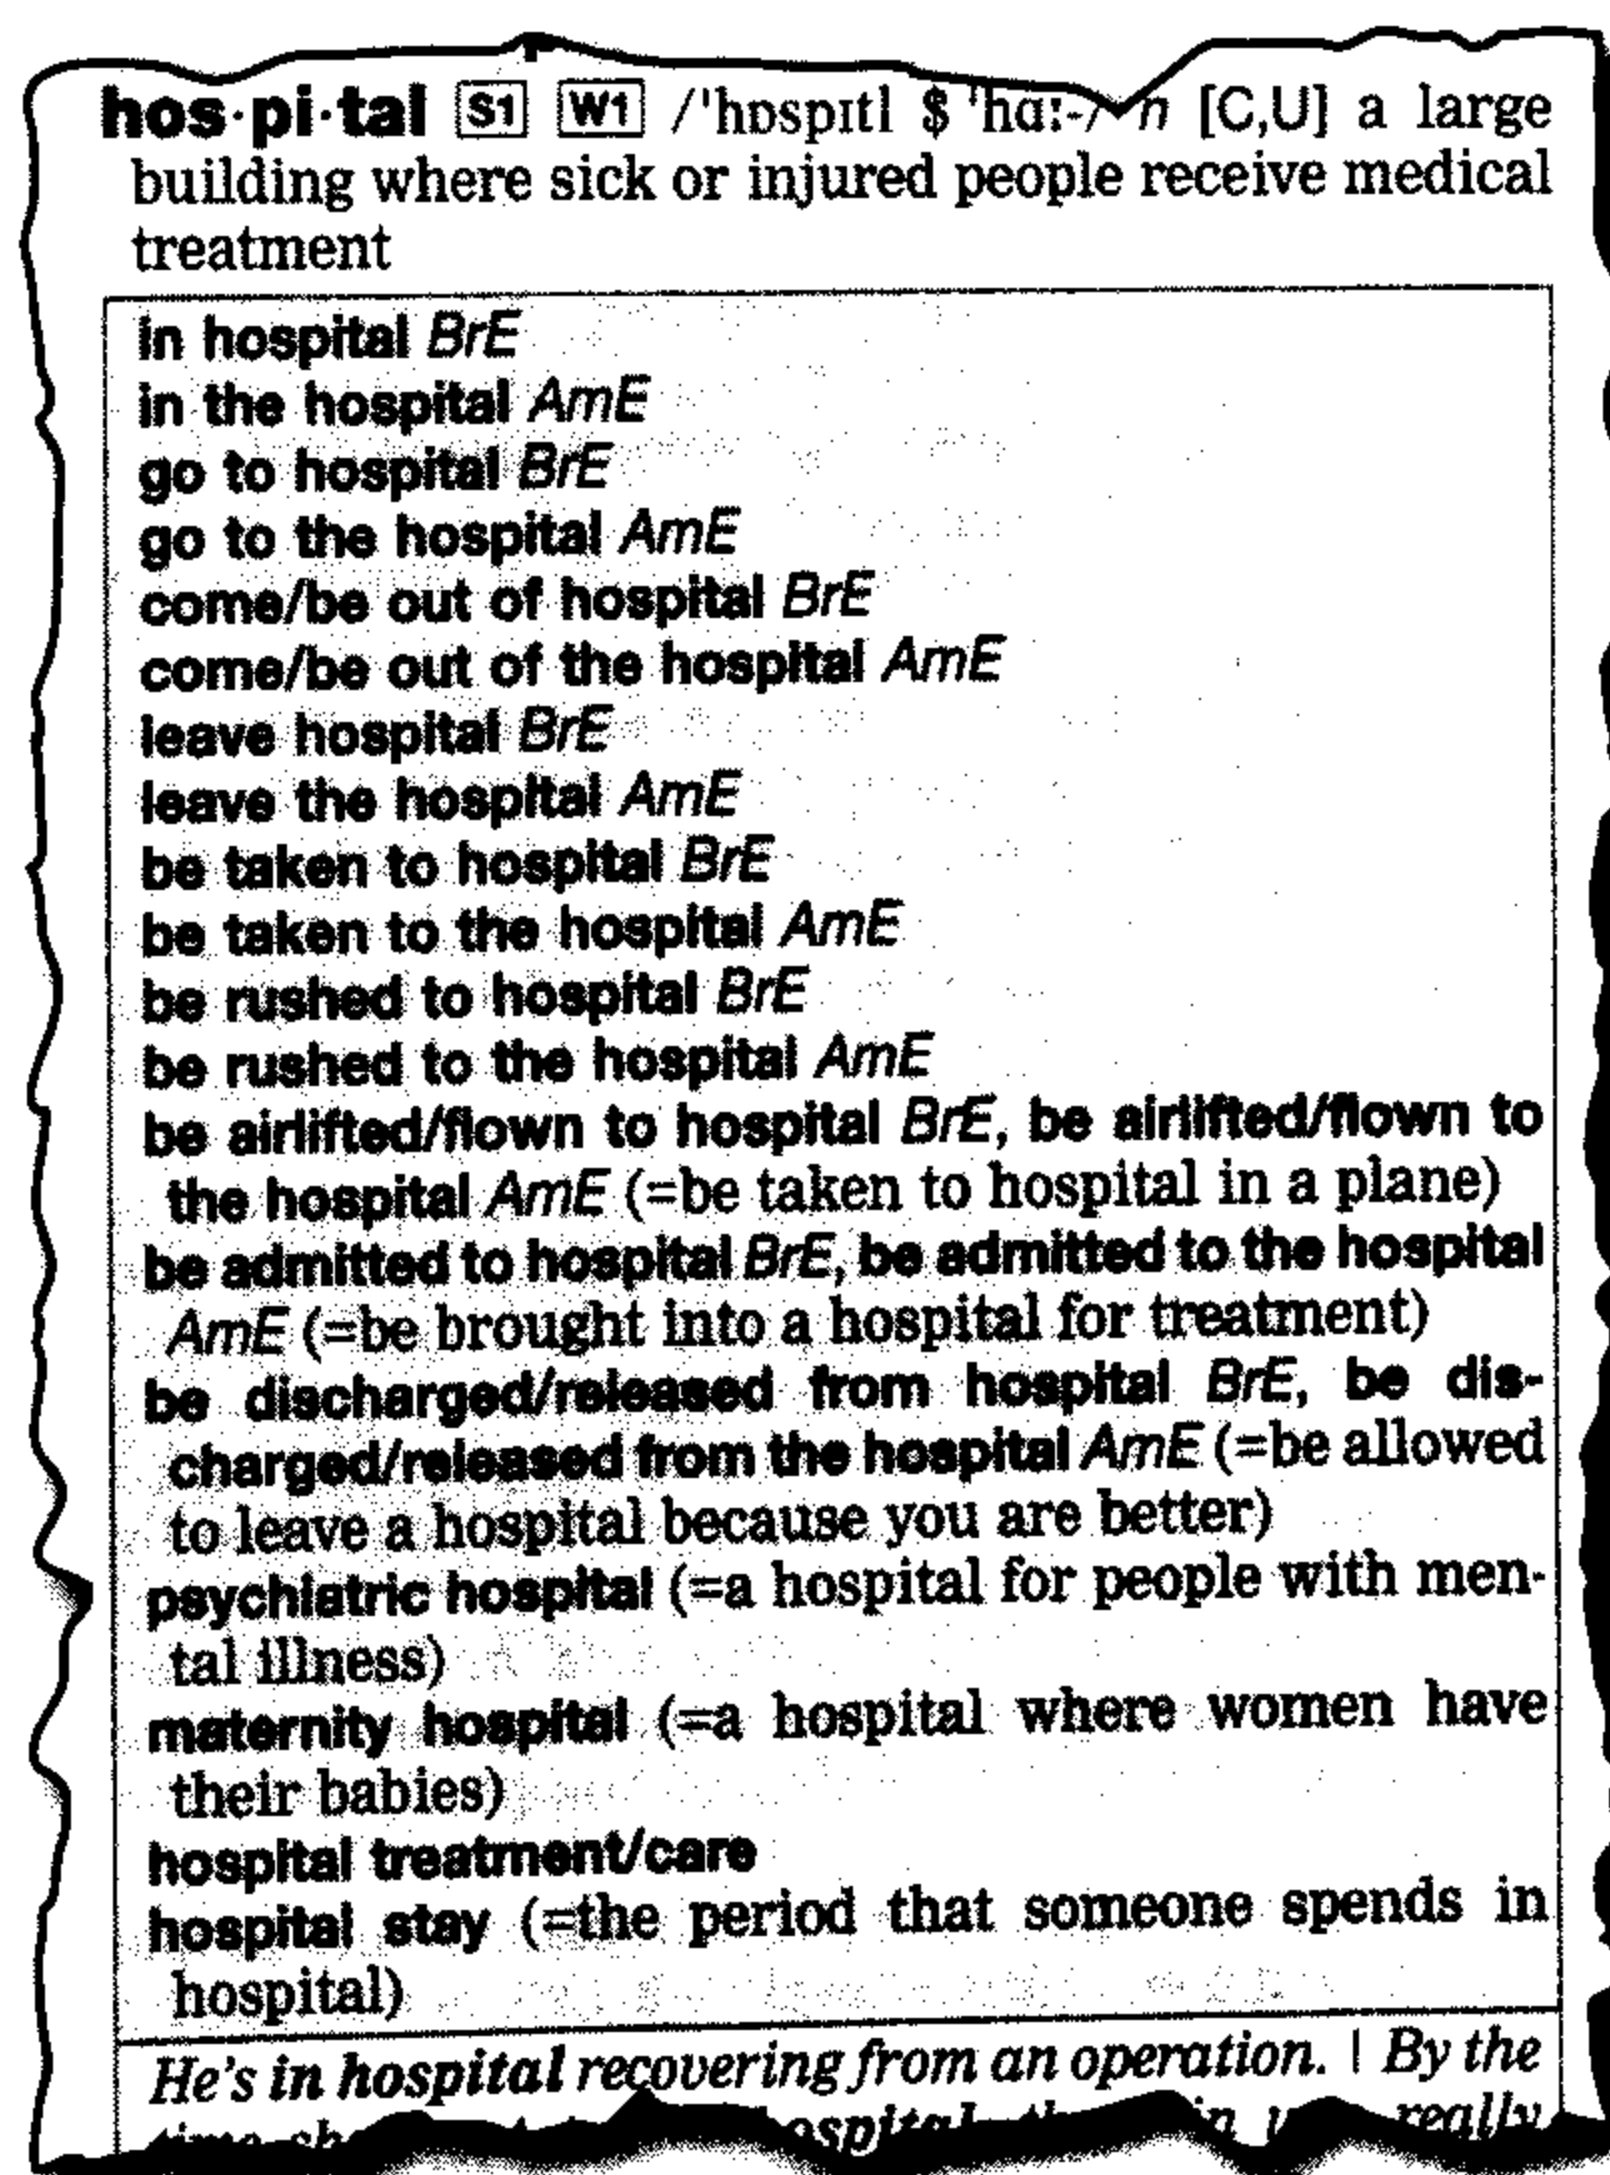 hos·pi·tal S1 W1 /ˈhɒspɪtl $ ˈhɑː-/ n [C,U] a large
building where sick or injured people receive medical
treatment
in hospital BrE
in the hospital AmE
go to hospital BrE
go to the hospital AmE
come/be out of hospital BrE
come/be out of the hospital AmE
leave hospital BrE
leave the hospital AmE
be taken to hospital BrE
be taken to the hospital AmE
be rushed to hospital BrE
be rushed to the hospital AmE
be airlifted/flown to hospital BrE, be airlifted/flown to
the hospital AmE (=be taken to hospital in a plane)
be admitted to hospital BrE, be admitted to the hospital
AmE (=be brought into a hospital for treatment)
be discharged/released from hospital BrE, be dis-
charged/released from the hospital AmE (=be allowed
to leave a hospital because you are better)
psychiatric hospital (=a hospital for people with men-
tal illness)
maternity hospital (=a hospital where women have
their babies)
hospital treatment/care
hospital stay (=the period that someone spends in
hospital)
He's in hospital recovering from an operation. | By the
really